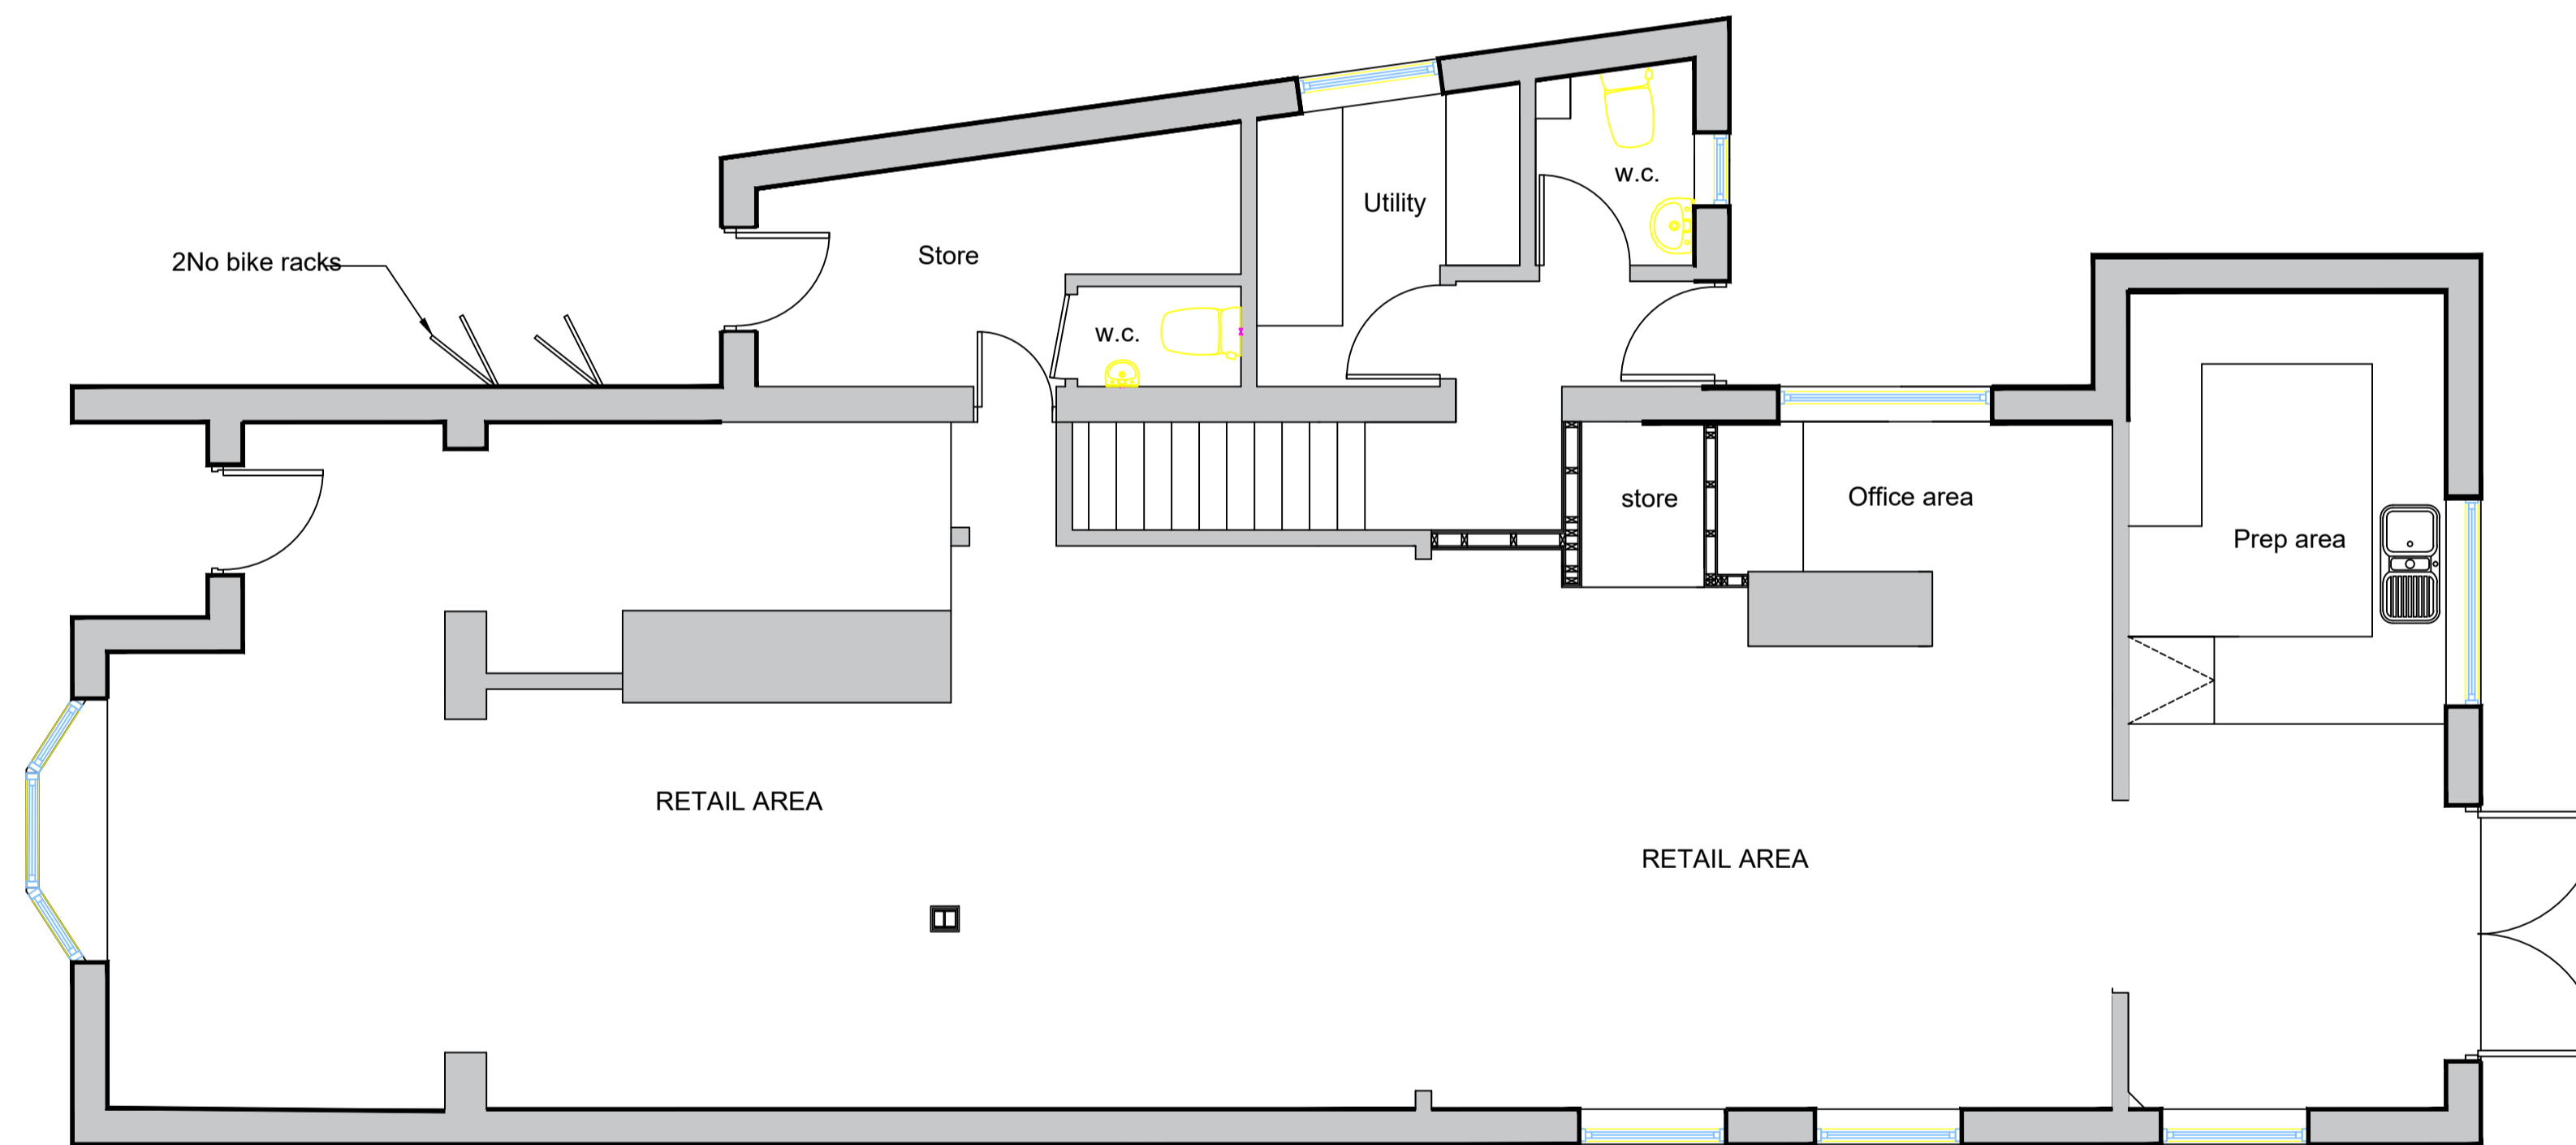 w.c.
Utility
Store
2No bike racks
w.c.
store
Office area
Prep area
RETAIL AREA
RETAIL AREA